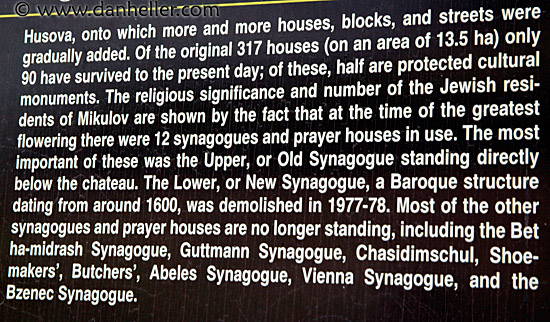 © www.danheller.com
Husova, onto which more and more houses, blocks, and streets were
gradually added. Of the original 317 houses (on an area of 13.5 ha) only
90 have survived to the present day; of these, half are protected cultural
monuments. The religious significance and number of the Jewish resi-
dents of Mikulov are shown by the fact that at the time of the greatest
flowering there were 12 synagogues and prayer houses in use. The most
important of these was the Upper, or Old Synagogue standing directly
below the chateau. The Lower, or New Synagogue, a Baroque structure
dating from around 1600, was demolished in 1977-78. Most of the other
synagogues and prayer houses are no longer standing, including the Bet
ha-midrash Synagogue, Guttmann Synagogue, Chasidimschul, Shoe-
makers', Butchers', Abeles Synagogue, Vienna Synagogue, and the
Bzenec Synagogue.